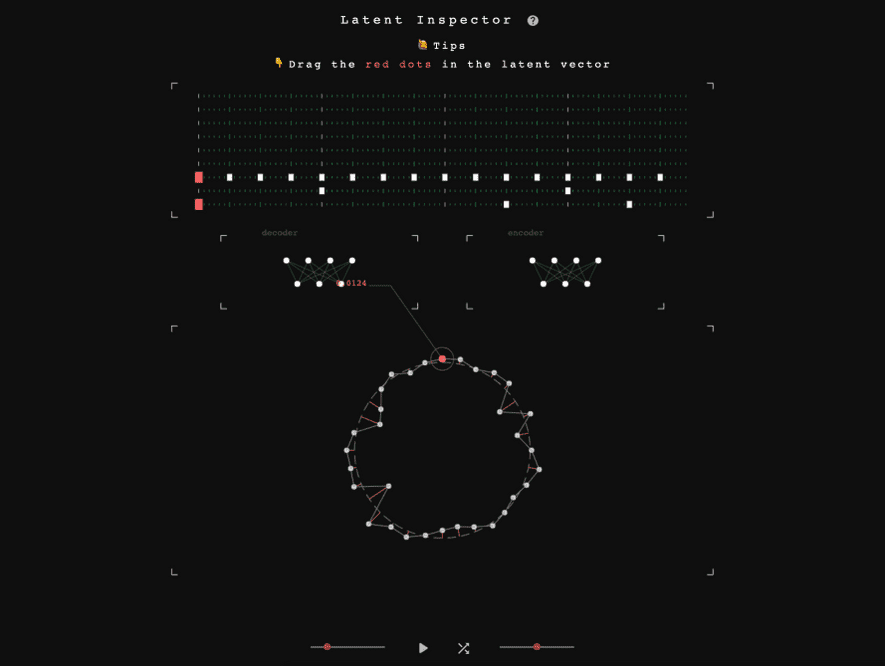 Latent Inspector ?
🙋 Tips
👇 Drag the red dots in the latent vector
decoder
encoder
0124